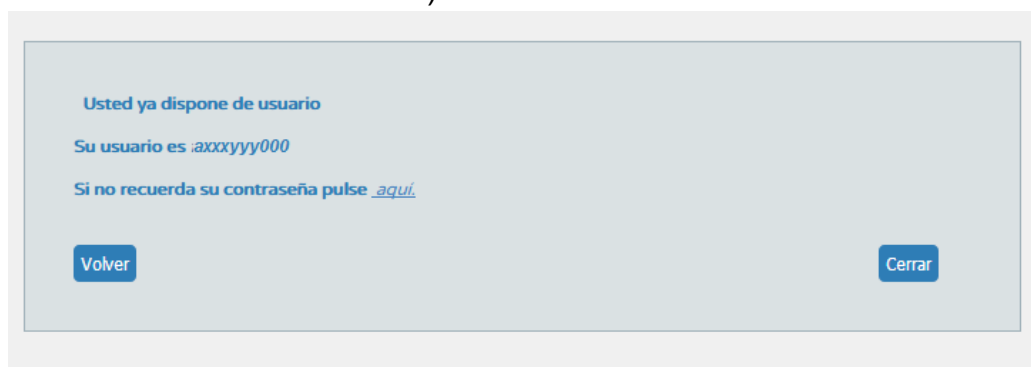 Usted ya dispone de usuario
Su usuario es axxxyyy000
Si no recuerda su contraseña pulse aquí.
Volver
Cerrar